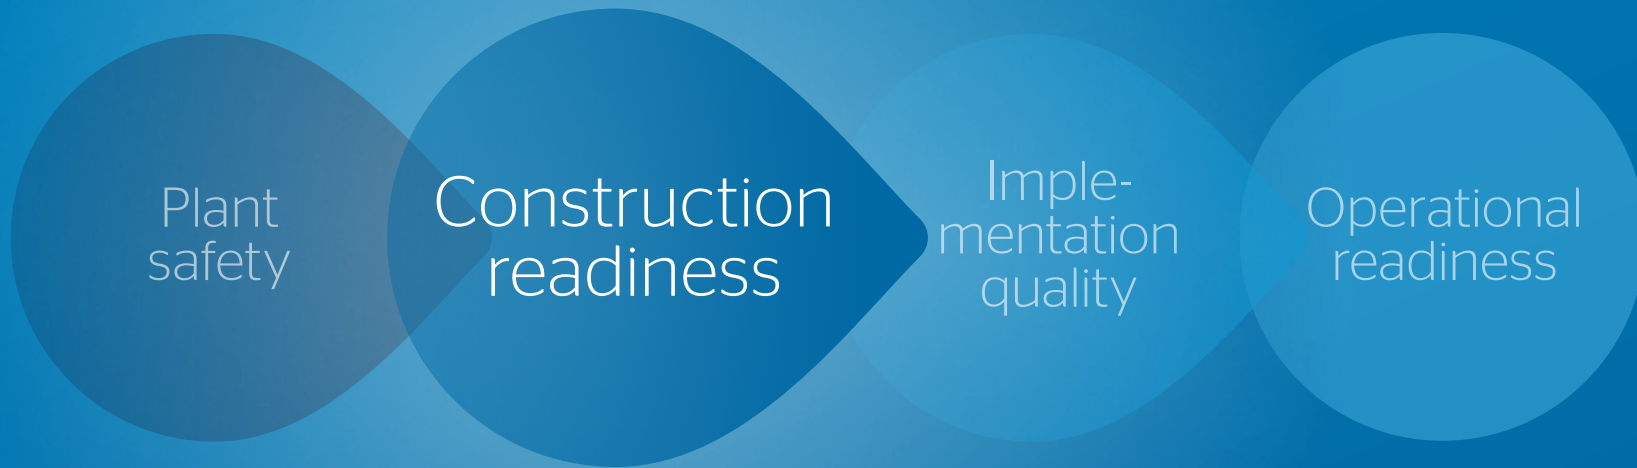 Plant
safety
Construction
readiness
Imple-
mentation
quality
Operational
readiness